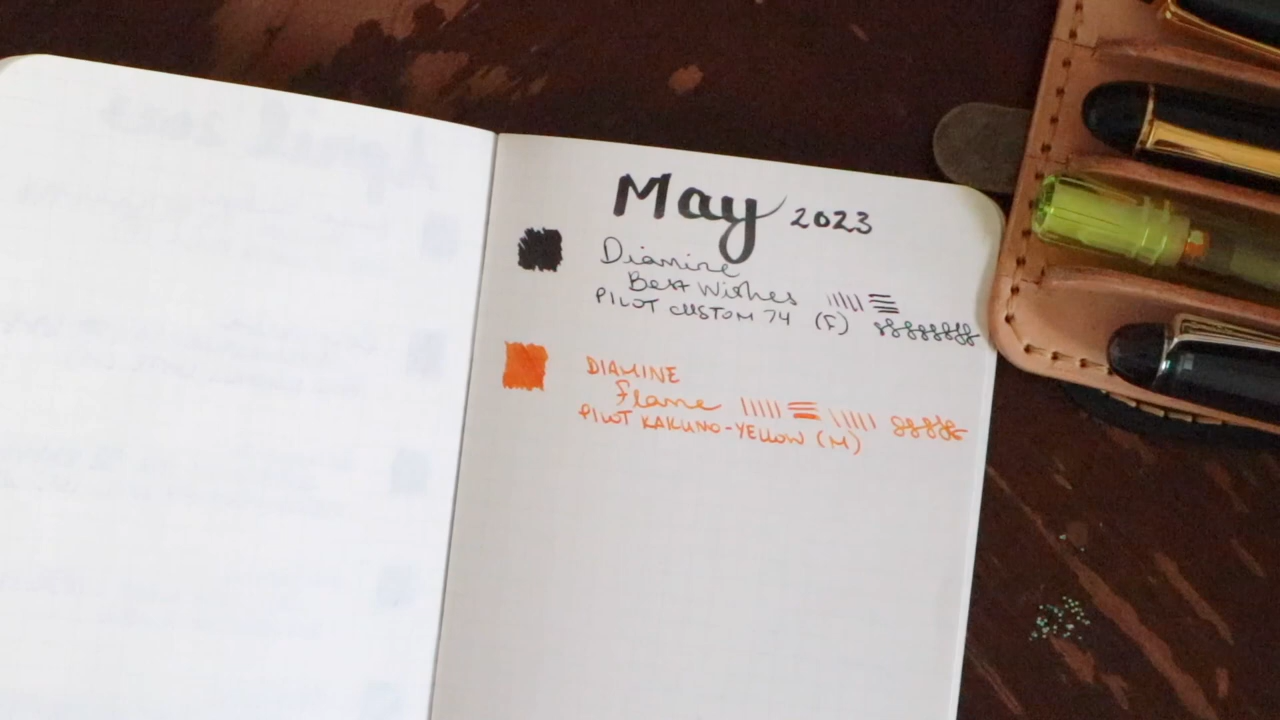 May 2023
Diamine
Best Wishes
PILOT CUSTOM 74 (F)
DIAMINE
flame
PILOT KAKUNO-YELLOW (M)